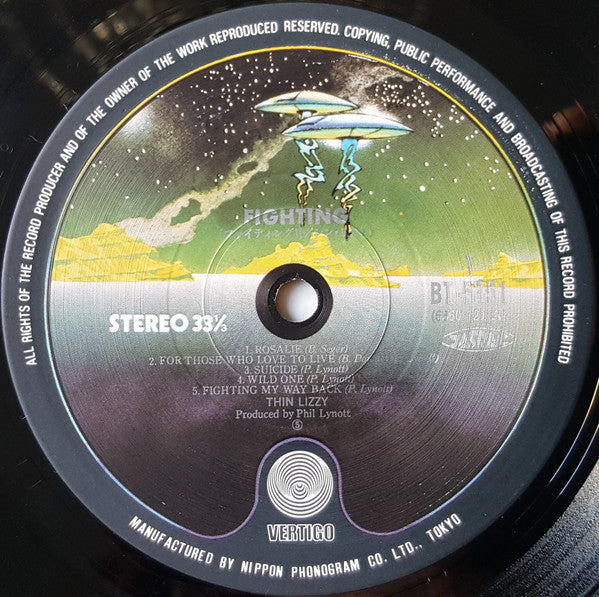 ALL RIGHTS OF THE RECORD PRODUCER AND OF THE OWNER OF THE WORK REPRODUCED RESERVED. COPYING, PUBLIC PERFORMANCE AND BROADCASTING OF THIS RECORD PROHIBITED
FIGHTING
BT
STEREO 33⅓
1. ROSALIE (B. Seger)
2. FOR THOSE WHO LOVE TO LIVE (B.
3. SUICIDE (P. Lynott)
4. WILD ONE (P. Lynott)
5. FIGHTING MY WAY BACK (P. Lynott)
THIN LIZZY
Produced by Phil Lynott
Ⓢ
VERTIGO
MANUFACTURED BY NIPPON PHONOGRAM CO. LTD., TOKYO